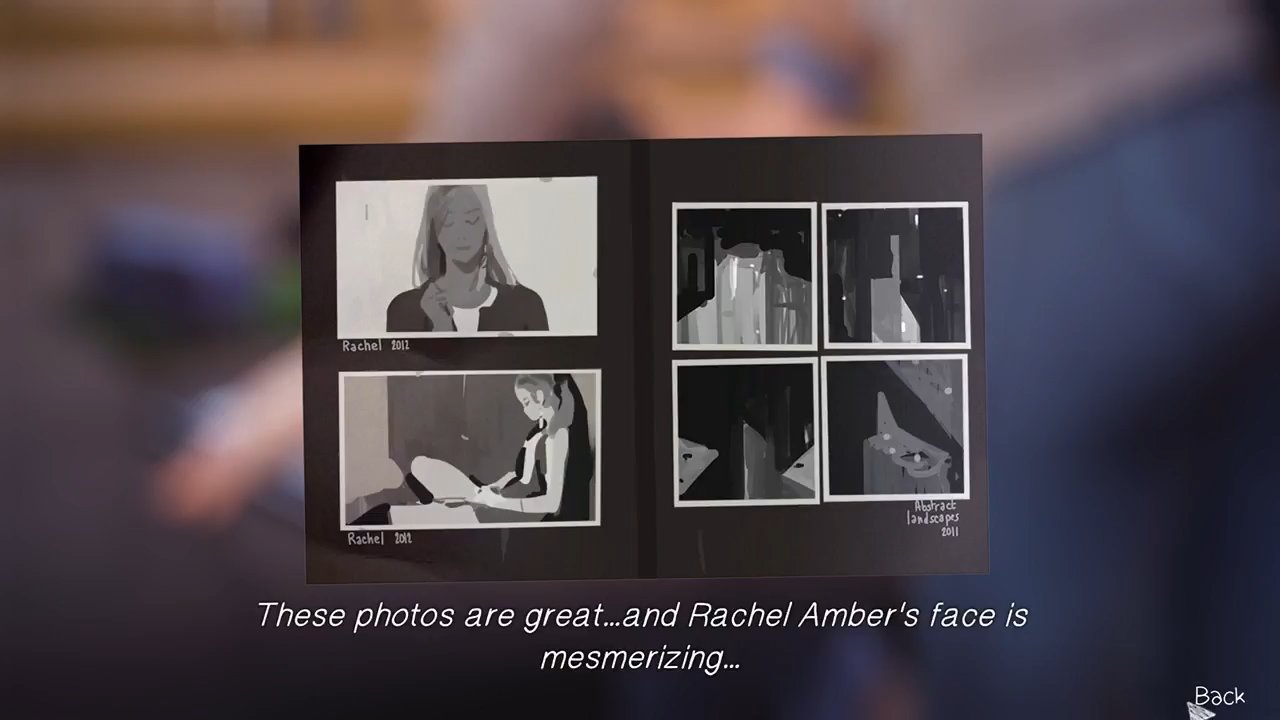 Rachel 2012
Rachel 2012
Abstract
landscapes
2011
These photos are great...and Rachel Amber's face is
mesmerizing...
Back